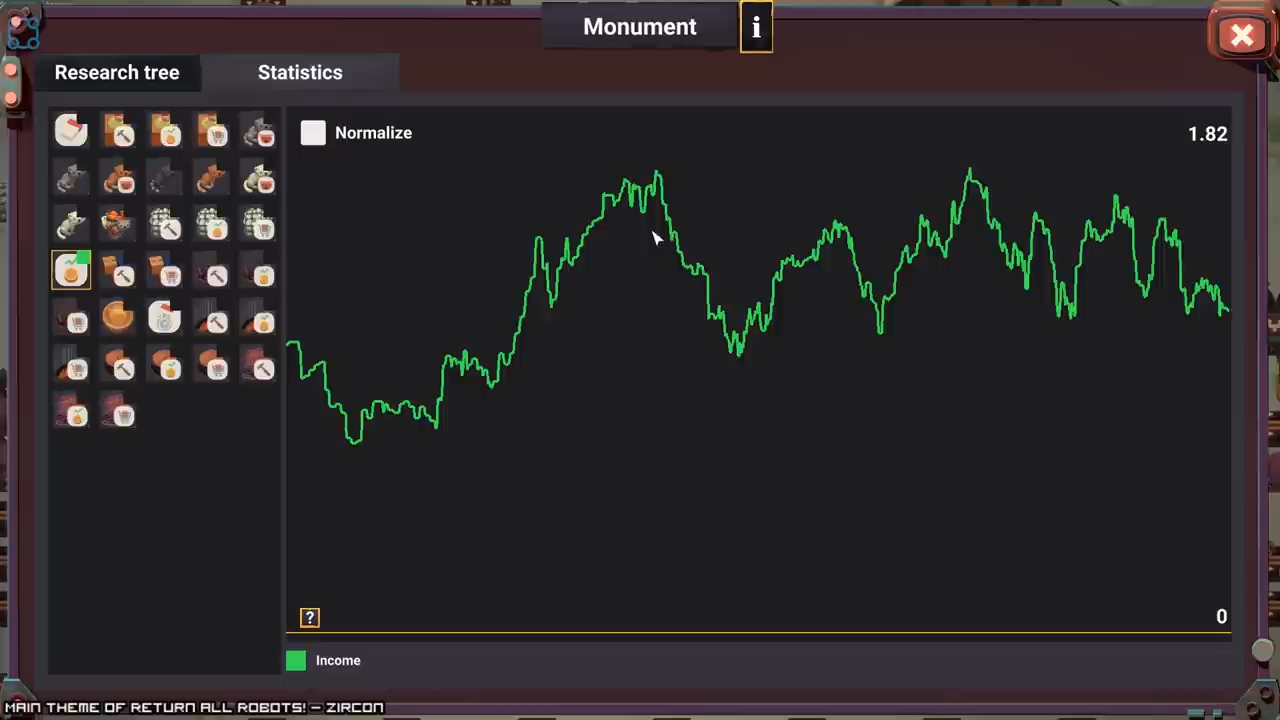 Monument
i
Research tree
Statistics
Normalize
1.82
?
0
Income
MAIN THEME OF RETURN ALL ROBOTS! – ZIRCON